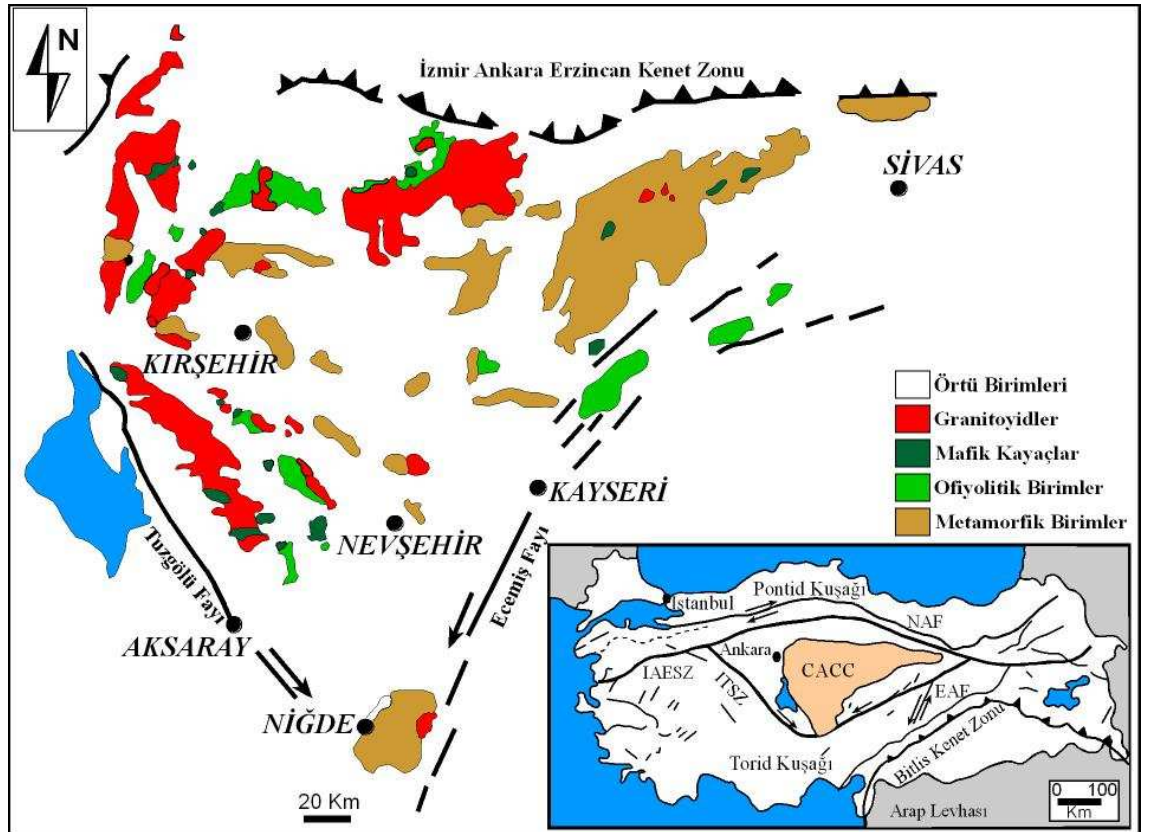 N
İzmir Ankara Erzincan Kenet Zonu
SİVAS
KIRŞEHİR
Örtü Birimleri
Granitoyidler
Mafik Kayaçlar
Ofiyolitik Birimler
Metamorfik Birimler
KAYSERİ
NEVŞEHİR
Tuzgölü Fayı
Ecemiş Fayı
AKSARAY
NİĞDE
20 Km
İstanbul
Pontid Kuşağı
NAF
Ankara
CACC
IAESZ
ITSZ
EAF
Torid Kuşağı
Bitlis Kenet Zonu
Arap Levhası
0 100
Km